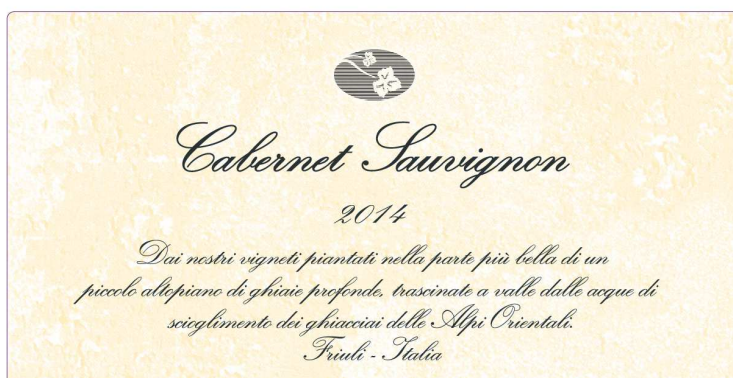 Cabernet Sauvignon
2014
Dai nostri vigneti piantati nella parte più bella di un
piccolo altopiano di ghiaie profonde, trascinate a valle dalle acque di
scioglimento dei ghiacciai delle Alpi Orientali.
Friuli - Italia